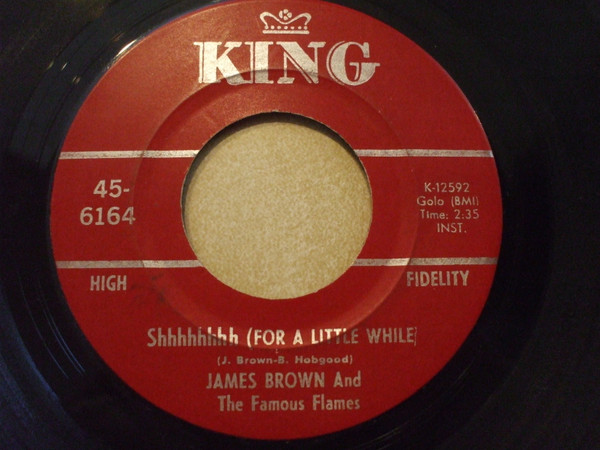 KING
45-
6164
K-12592
Golo (BMI)
Time: 2:35
INST.
HIGH
FIDELITY
Shhhhhhhh (FOR A LITTLE WHILE)
(J. Brown-B. Hobgood)
JAMES BROWN And
The Famous Flames